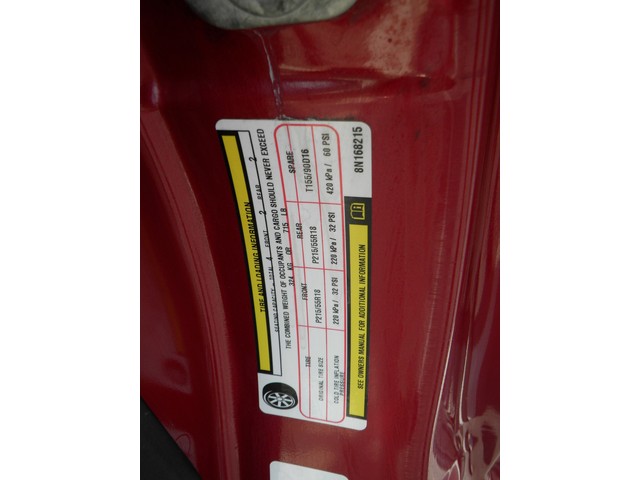 TIRE AND LOADING INFORMATION
SEATING CAPACITY - TOTAL 4 FRONT 2 REAR 2
THE COMBINED WEIGHT OF OCCUPANTS AND CARGO SHOULD NEVER EXCEED
324 KG OR 715 LB
TIRE FRONT REAR SPARE
ORIGINAL TIRE SIZE P215/55R18 P215/55R18 T155/90D16
COLD TIRE INFLATION PRESSURE 220 kPa / 32 PSI 220 kPa / 32 PSI 420 kPa / 60 PSI
SEE OWNERS MANUAL FOR ADDITIONAL INFORMATION
8N168215